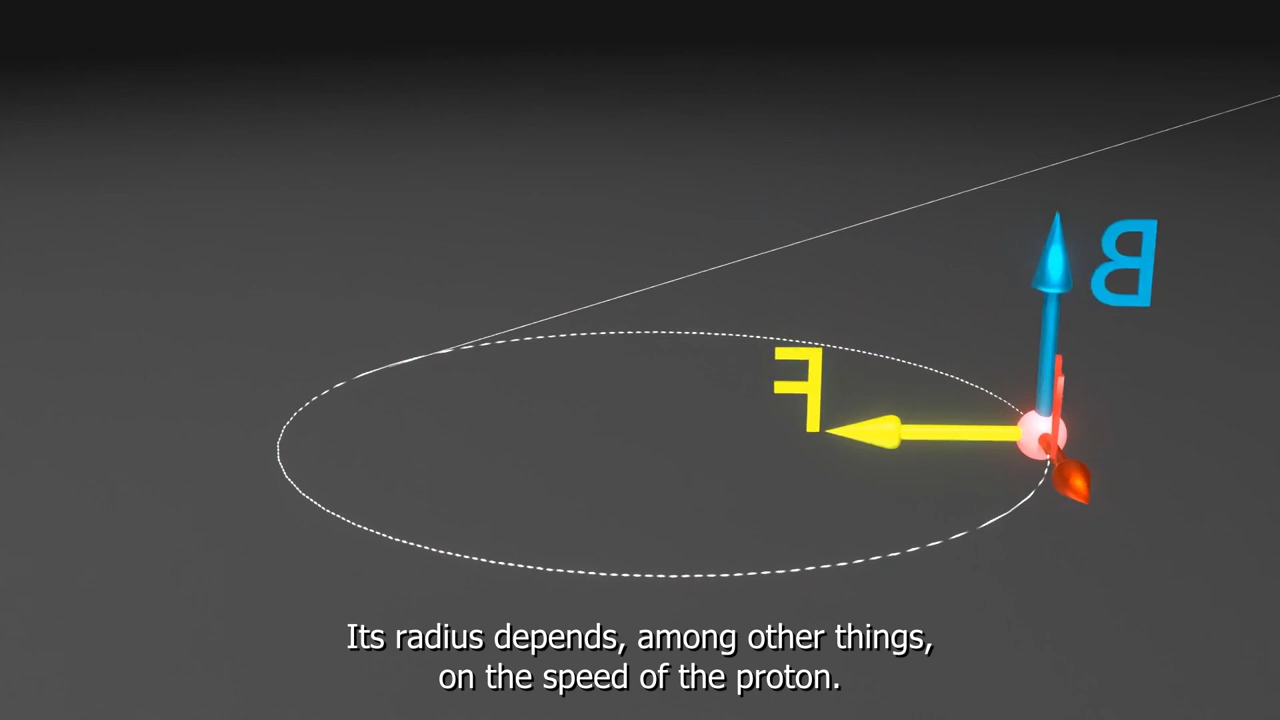 B
F
Its radius depends, among other things,
on the speed of the proton.